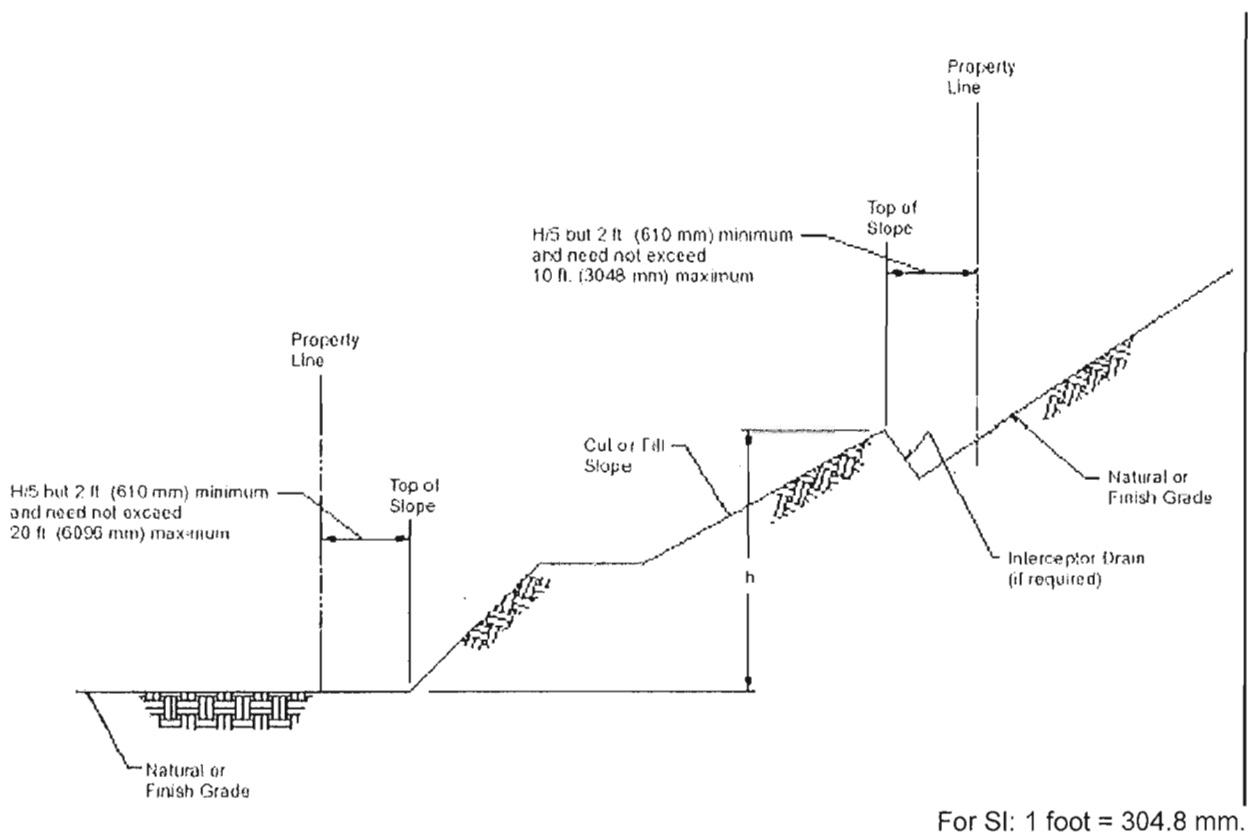 Property
Line
Top of
Slope
H/5 but 2 ft. (610 mm) minimum
and need not exceed
10 ft. (3048 mm) maximum
Property
Line
Cut or Fill
Slope
Top of
Slope
H/5 but 2 ft. (610 mm) minimum
and need not exceed
20 ft. (6096 mm) maximum
Natural or
Finish Grade
Interceptor Drain
(if required)
h
Natural or
Finish Grade
For SI: 1 foot = 304.8 mm.